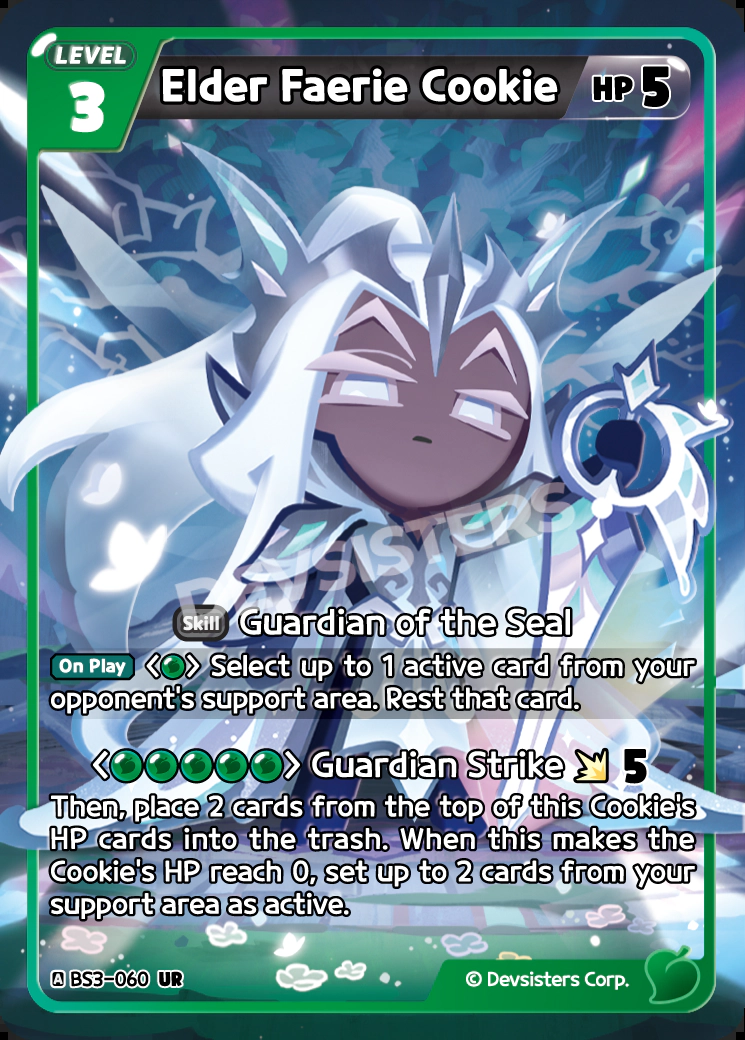 LEVEL
3
Elder Faerie Cookie
HP 5
DEVSISTERS
Skill Guardian of the Seal
On Play < > Select up to 1 active card from your
opponent's support area. Rest that card.
< > Guardian Strike 5
Then, place 2 cards from the top of this Cookie's
HP cards into the trash. When this makes the
Cookie's HP reach 0, set up to 2 cards from your
support area as active.
A BS3-060 UR
© Devsisters Corp.